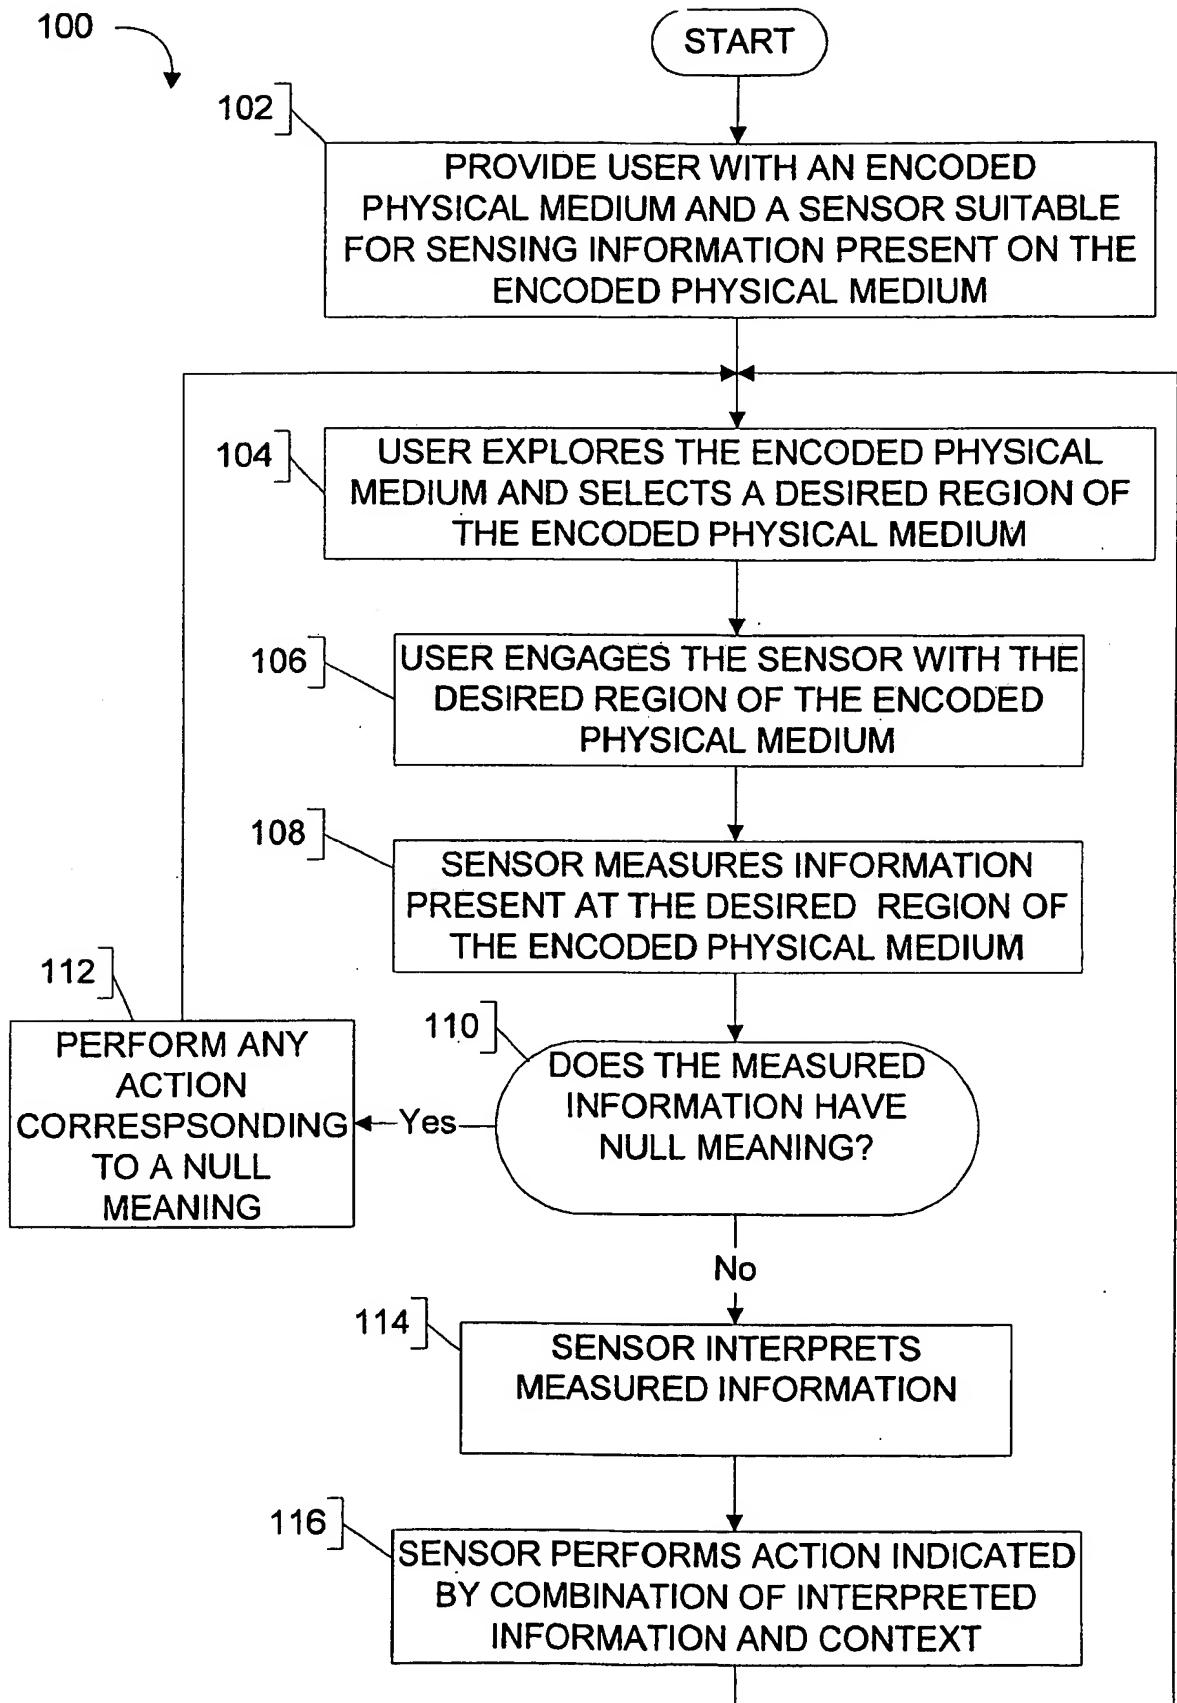 100
START
102
PROVIDE USER WITH AN ENCODED
PHYSICAL MEDIUM AND A SENSOR SUITABLE
FOR SENSING INFORMATION PRESENT ON THE
ENCODED PHYSICAL MEDIUM
104
USER EXPLORES THE ENCODED PHYSICAL
MEDIUM AND SELECTS A DESIRED REGION OF
THE ENCODED PHYSICAL MEDIUM
106
USER ENGAGES THE SENSOR WITH THE
DESIRED REGION OF THE ENCODED
PHYSICAL MEDIUM
108
SENSOR MEASURES INFORMATION
PRESENT AT THE DESIRED REGION OF
THE ENCODED PHYSICAL MEDIUM
110
DOES THE MEASURED
INFORMATION HAVE
NULL MEANING?
Yes
112
PERFORM ANY
ACTION
CORRESPSONDING
TO A NULL
MEANING
No
114
SENSOR INTERPRETS
MEASURED INFORMATION
116
SENSOR PERFORMS ACTION INDICATED
BY COMBINATION OF INTERPRETED
INFORMATION AND CONTEXT